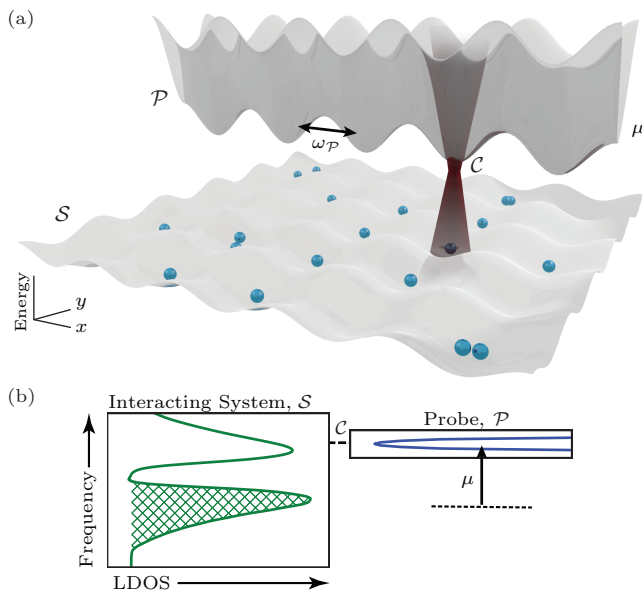 (a)
𝒫
μ
ω𝒫
𝒞
𝒮
Energy
y
x
(b)
Interacting System, 𝒮
𝒞
Probe, 𝒫
Frequency
μ
LDOS